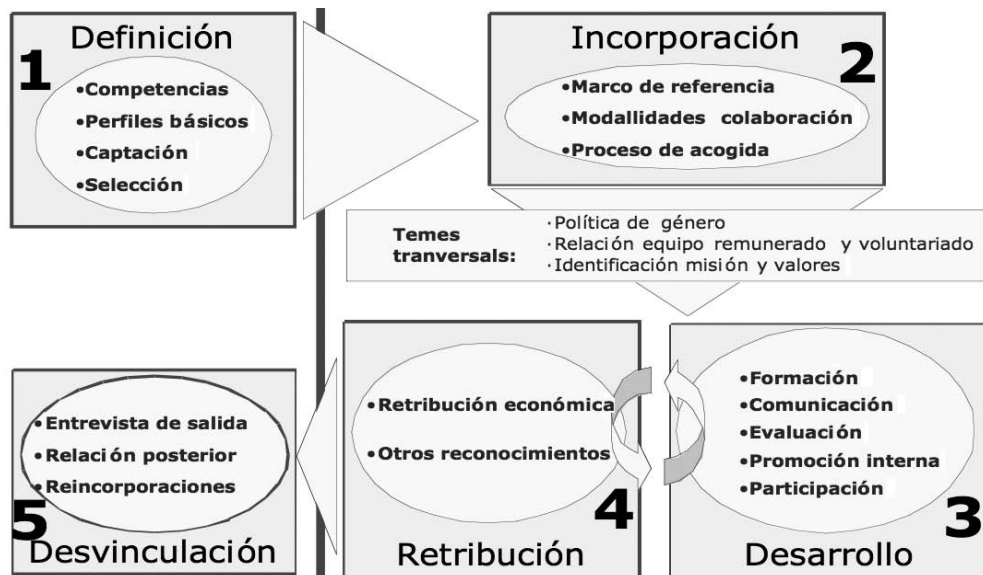 1
Definición
•Competencias
•Perfiles básicos
•Captación
•Selección
2
Incorporación
•Marco de referencia
•Modallidades colaboración
•Proceso de acogida
Temes
tranversals:
·Política de género
·Relación equipo remunerado y voluntariado
·Identificación misión y valores
•Formación
•Comunicación
•Evaluación
•Promoción interna
•Participación
3
Desarrollo
•Retribución económica
•Otros reconocimientos
4
Retribución
•Entrevista de salida
•Relación posterior
•Reincorporaciones
5
Desvinculación